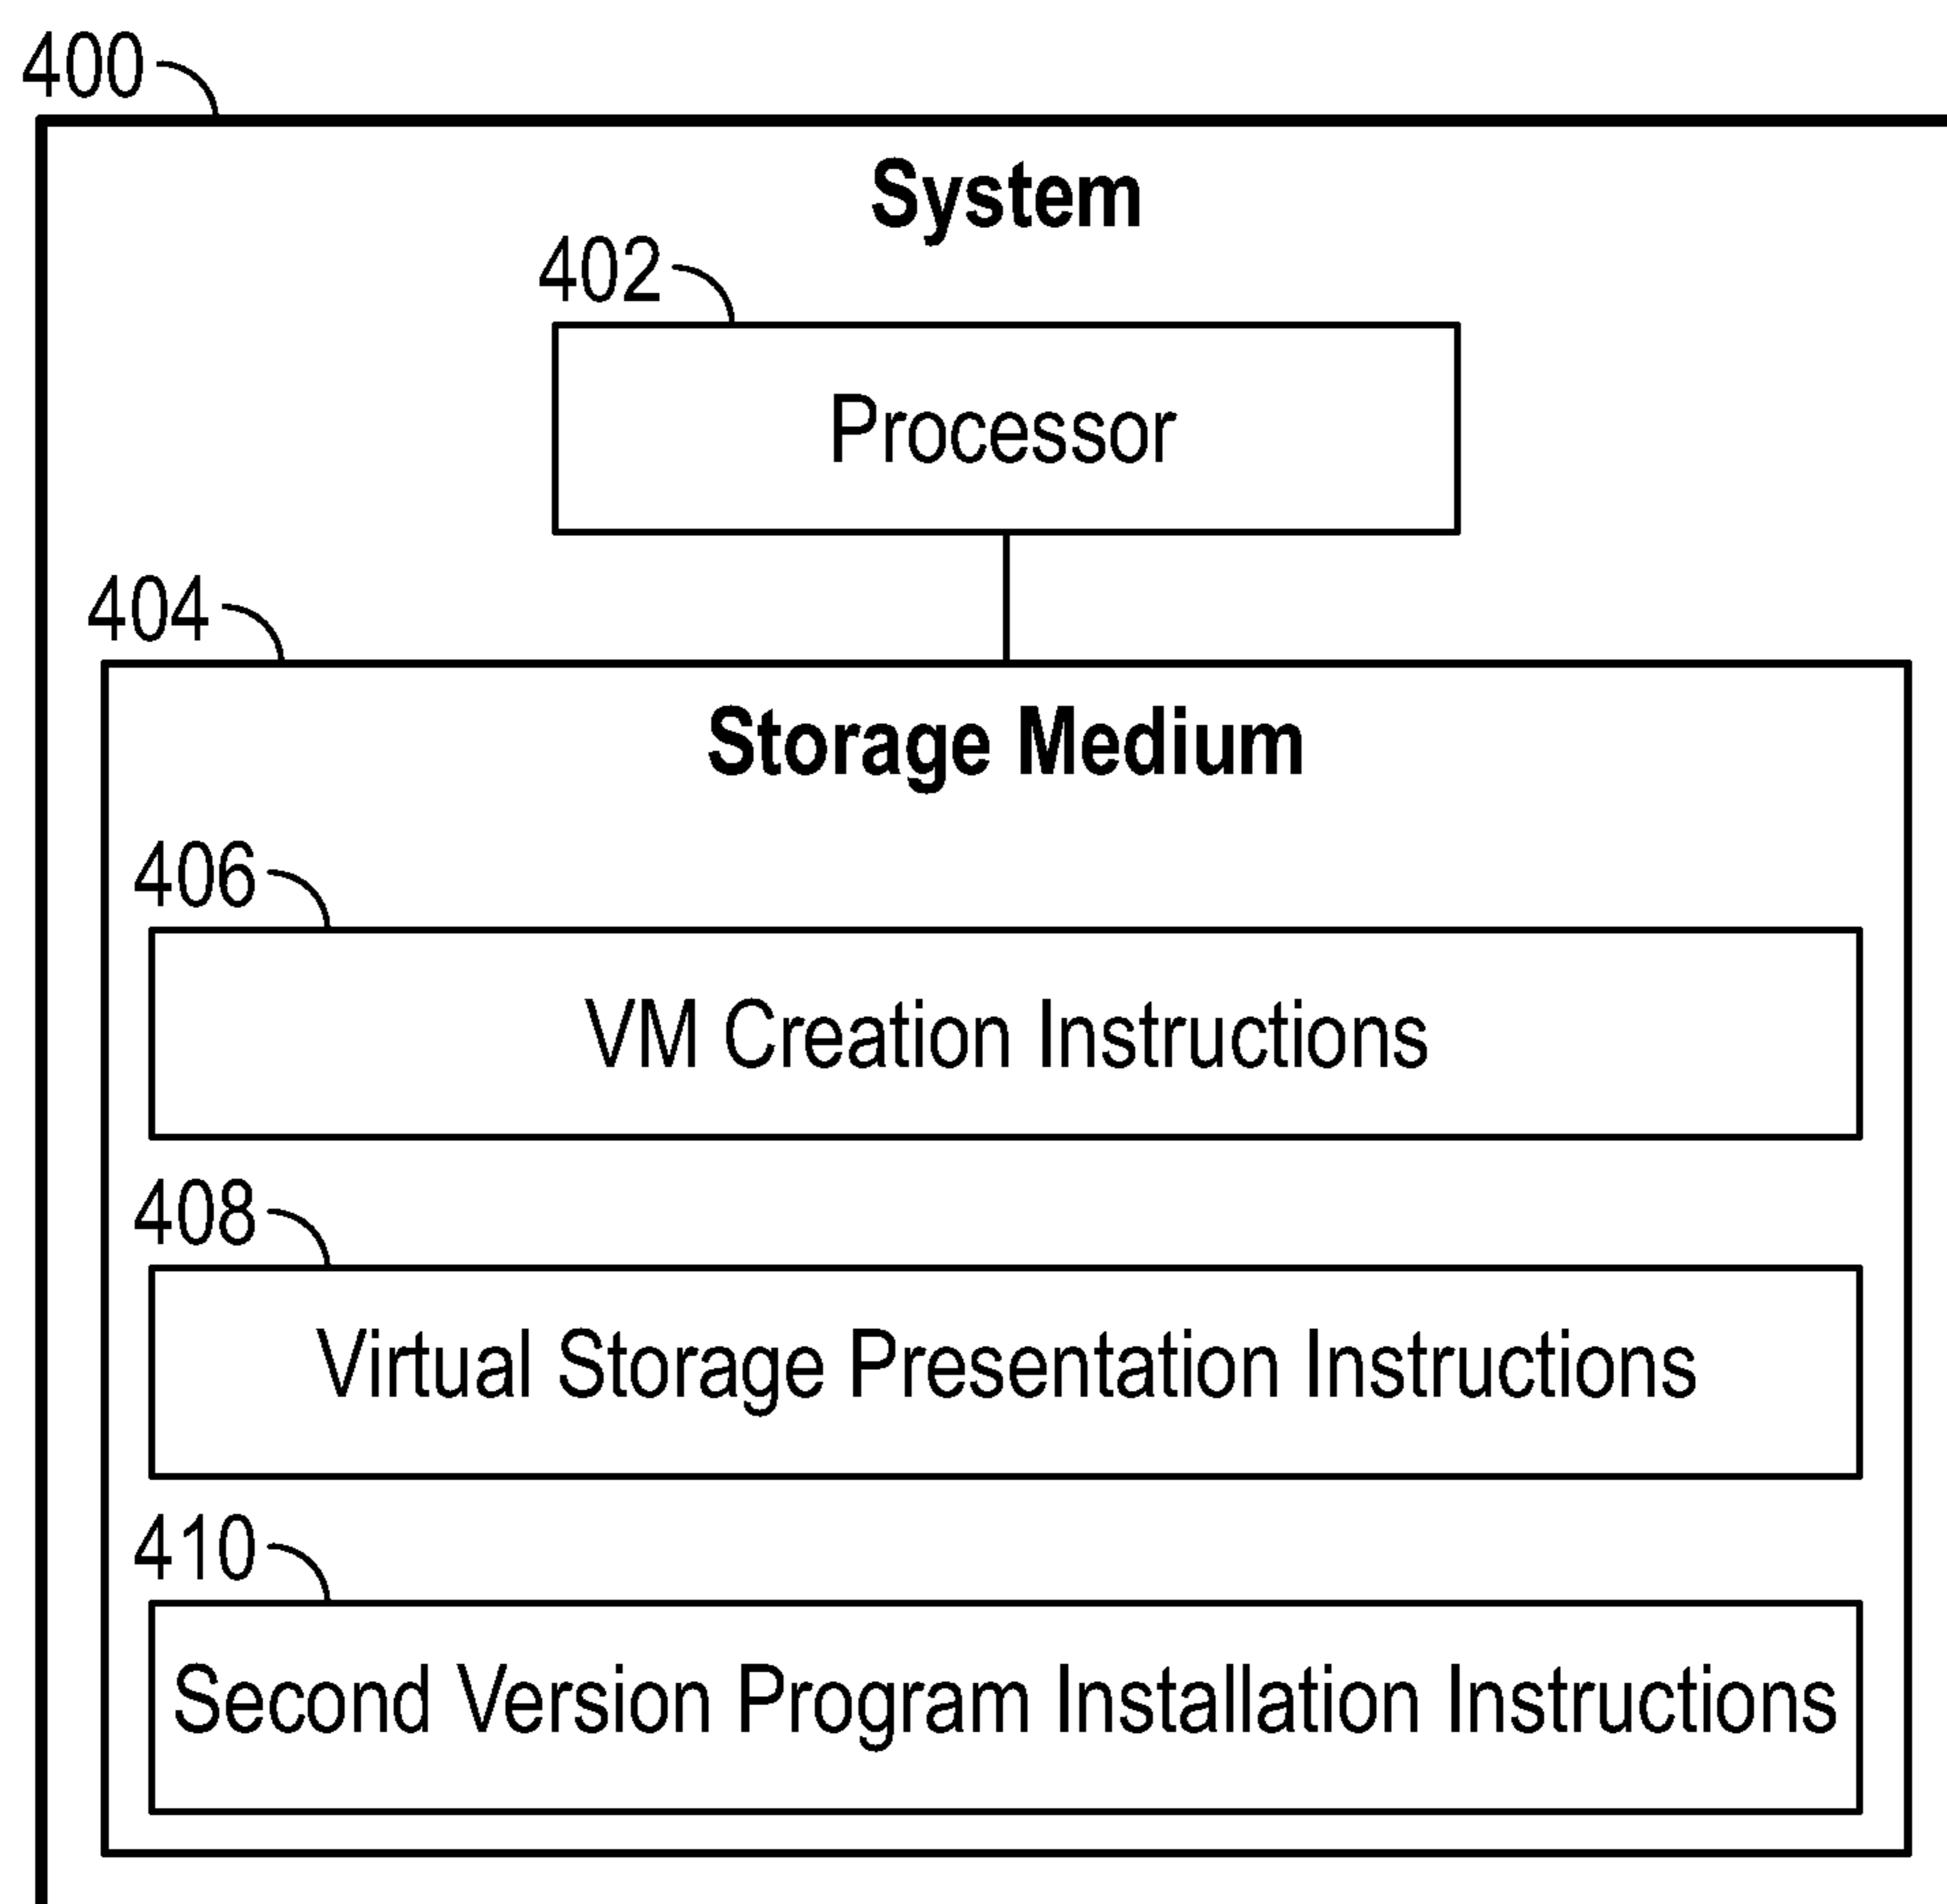 400
System
402
Processor
404
Storage Medium
406
VM Creation Instructions
408
Virtual Storage Presentation Instructions
410
Second Version Program Installation Instructions